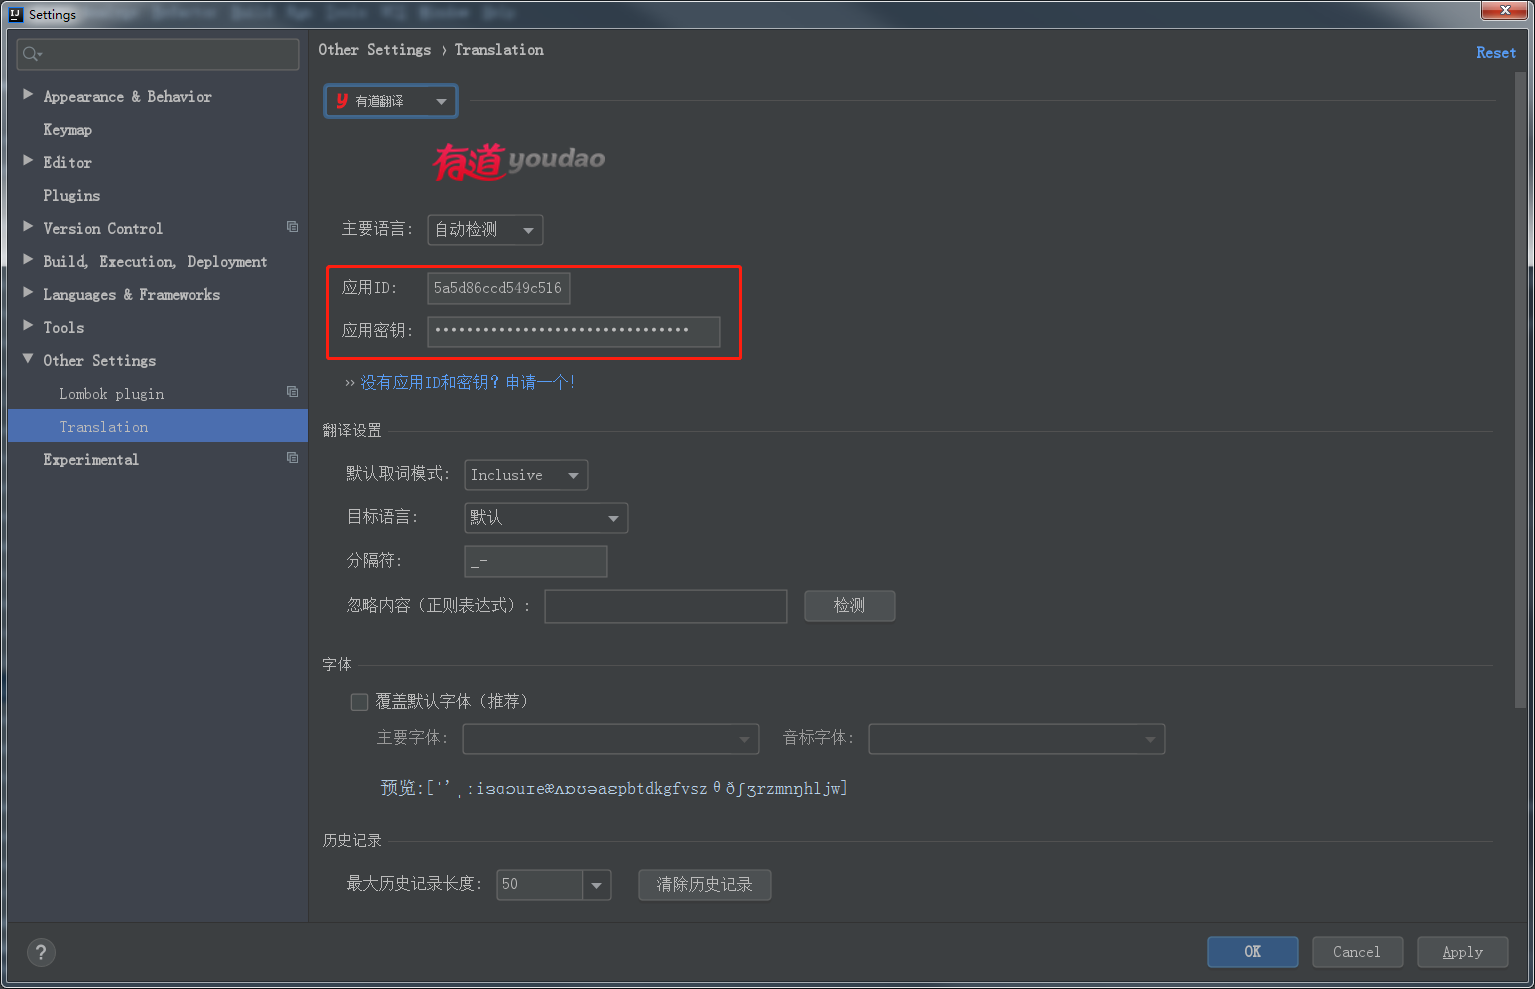 Settings
Other Settings › Translation
Reset
Appearance & Behavior
Keymap
Editor
Plugins
Version Control
Build, Execution, Deployment
Languages & Frameworks
Tools
Other Settings
Lombok plugin
Translation
Experimental
有道翻译
有道youdao
主要语言: 自动检测
应用ID: 5a5d86ccd549c516
应用密钥: ••••••••••••••••••••••••••••••••
» 没有应用ID和密钥? 申请一个!
翻译设置
默认取词模式: Inclusive
目标语言: 默认
分隔符: _-
忽略内容（正则表达式）: 检测
字体
覆盖默认字体（推荐）
主要字体: 音标字体:
预览:[ˈ'ˌːiɜɑɔuɪeæʌɒʊəaɛpbtdkgfvszθðʃʒrzmnŋhljw]
历史记录
最大历史记录长度: 50 清除历史记录
?
OK Cancel Apply